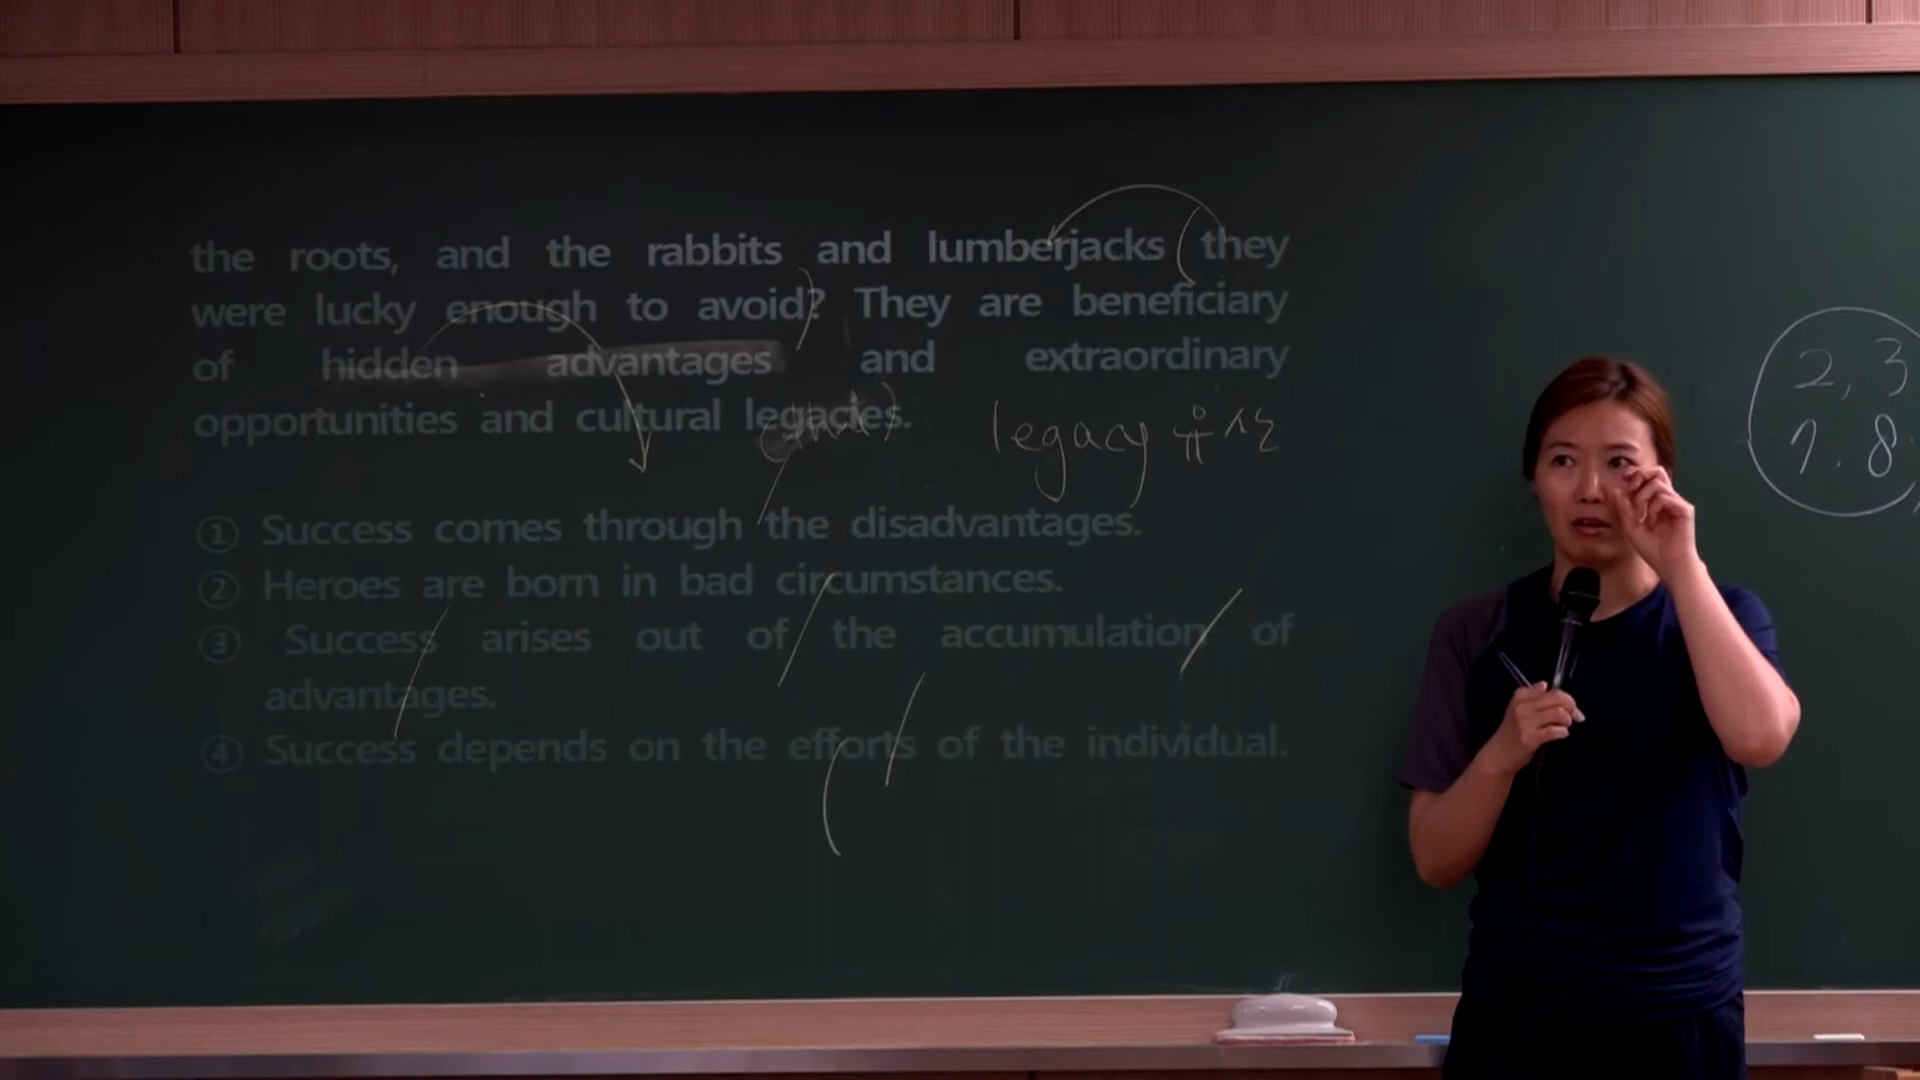 the roots, and the rabbits and lumberjacks they
were lucky enough to avoid? They are beneficiary
of hidden advantages and extraordinary
opportunities and cultural legacies.
legacy 유산
① Success comes through the disadvantages.
② Heroes are born in bad circumstances.
③ Success arises out of the accumulation of
advantages.
④ Success depends on the efforts of the individual.
2, 3
7. 8